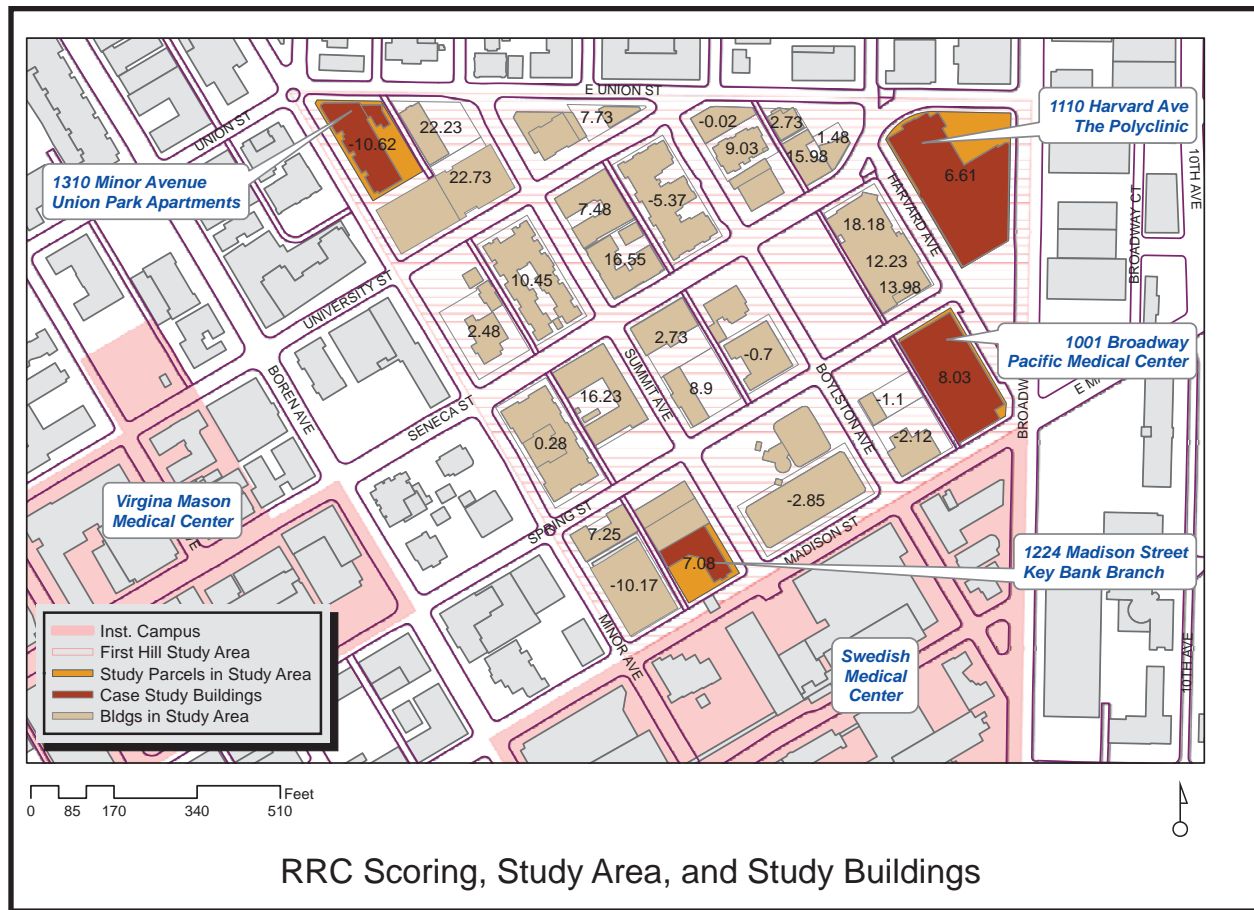 E UNION ST
UNION ST
1110 Harvard Ave
The Polyclinic
10TH AVE
22.23
7.73
-0.02
2.73
1.48
-10.62
9.03
15.98
1310 Minor Avenue
Union Park Apartments
22.73
6.61
-5.37
7.48
HARVARD AVE
BROADWAY CT
18.18
16.55
12.23
10.45
13.98
UNIVERSITY ST
2.48
2.73
1001 Broadway
Pacific Medical Center
-0.7
8.03
SUMMIT AVE
BOREN AVE
BOYLSTON AVE
8.9
16.23
-1.1
E
BROADW
SENECA ST
0.28
-2.12
Virgina Mason
Medical Center
-2.85
SPRING ST
7.25
MADISON ST
1224 Madison Street
Key Bank Branch
7.08
-10.17
MINOR AVE
Swedish
Medical
Center
10TH AVE
Inst. Campus
First Hill Study Area
Study Parcels in Study Area
Case Study Buildings
Bldgs in Study Area
Feet
0 85 170 340 510
RRC Scoring, Study Area, and Study Buildings